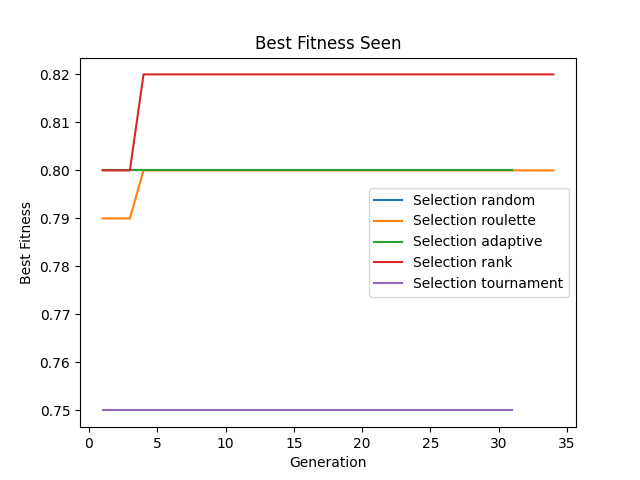 Best Fitness Seen
0.82
0.81
0.80
0.79
0.78
0.77
0.76
0.75
Best Fitness
Selection random
Selection roulette
Selection adaptive
Selection rank
Selection tournament
0 5 10 15 20 25 30 35
Generation